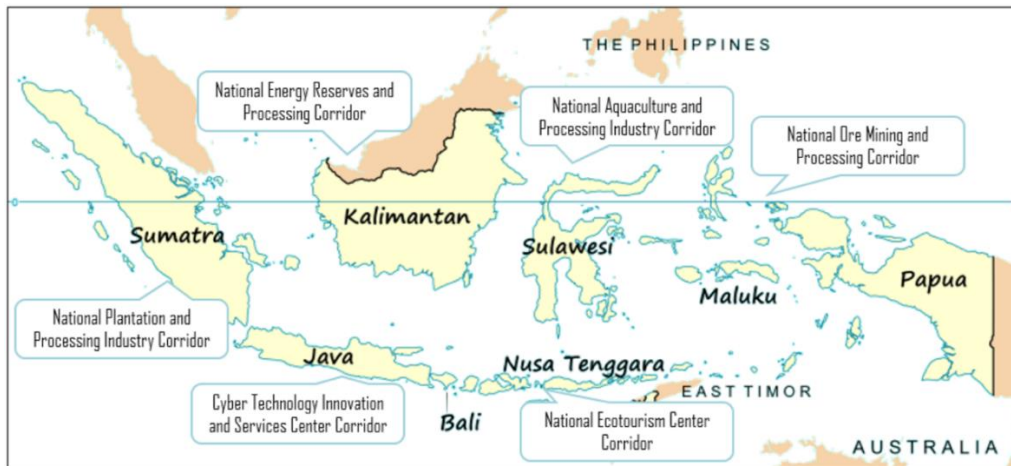 THE PHILIPPINES
National Energy Reserves and
Processing Corridor
National Aquaculture and
Processing Industry Corridor
National Ore Mining and
Processing Corridor
0
Kalimantan
Sumatra
Sulawesi
Papua
Maluku
National Plantation and
Processing Industry Corridor
Java
Nusa Tenggara
EAST TIMOR
Cyber Technology Innovation
and Services Center Corridor
Bali
National Ecotourism Center
Corridor
AUSTRALIA